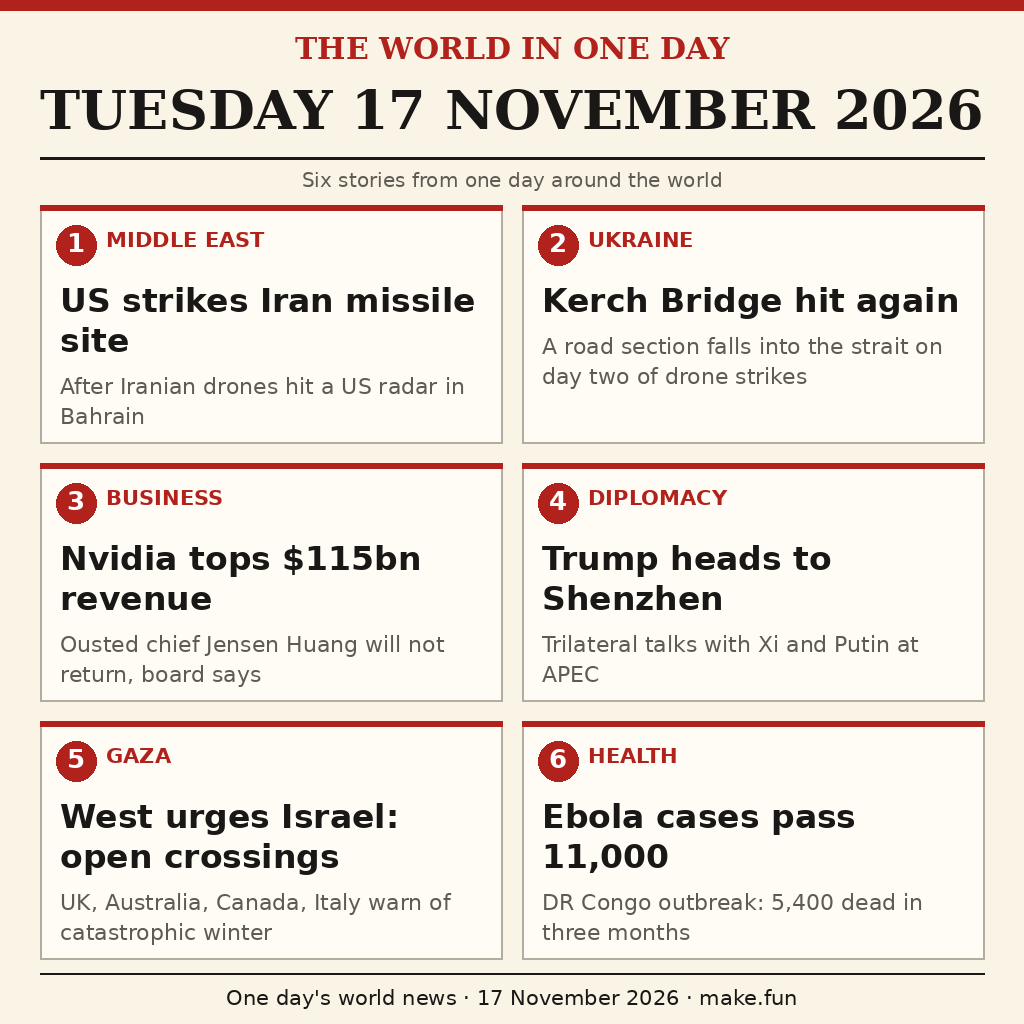 THE WORLD IN ONE DAY
TUESDAY 17 NOVEMBER 2026
Six stories from one day around the world
1 MIDDLE EAST
US strikes Iran missile
site
After Iranian drones hit a US radar in
Bahrain
2 UKRAINE
Kerch Bridge hit again
A road section falls into the strait on
day two of drone strikes
3 BUSINESS
Nvidia tops $115bn
revenue
Ousted chief Jensen Huang will not
return, board says
4 DIPLOMACY
Trump heads to
Shenzhen
Trilateral talks with Xi and Putin at
APEC
5 GAZA
West urges Israel:
open crossings
UK, Australia, Canada, Italy warn of
catastrophic winter
6 HEALTH
Ebola cases pass
11,000
DR Congo outbreak: 5,400 dead in
three months
One day's world news · 17 November 2026 · make.fun